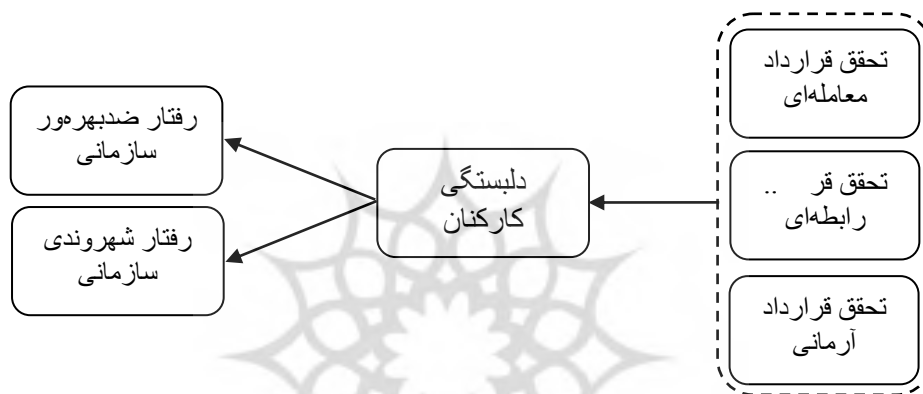 تحقق قرارداد
معامله‌ای
تحقق قر ..
رابطه‌ای
تحقق قرارداد
آرمانی
دلبستگی
کارکنان
رفتار ضدبهره‌ور
سازمانی
رفتار شهروندی
سازمانی